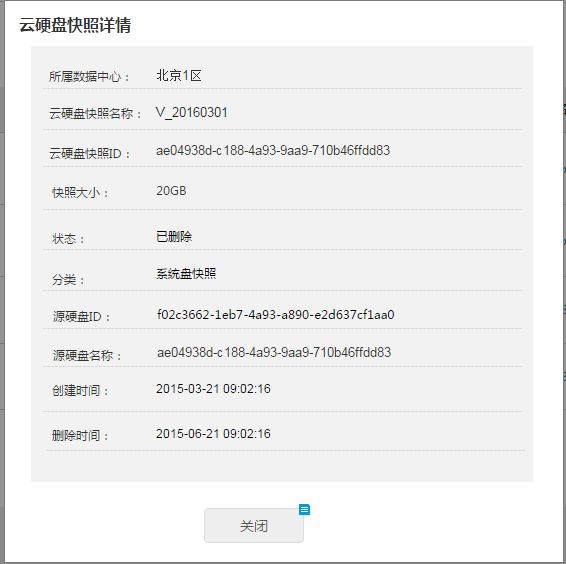 云硬盘快照详情
所属数据中心： 北京1区
云硬盘快照名称： V_20160301
云硬盘快照ID： ae04938d-c188-4a93-9aa9-710b46ffdd83
快照大小： 20GB
状态： 已删除
分类： 系统盘快照
源硬盘ID： f02c3662-1eb7-4a93-a890-e2d637cf1aa0
源硬盘名称： ae04938d-c188-4a93-9aa9-710b46ffdd83
创建时间： 2015-03-21 09:02:16
删除时间： 2015-06-21 09:02:16
关闭